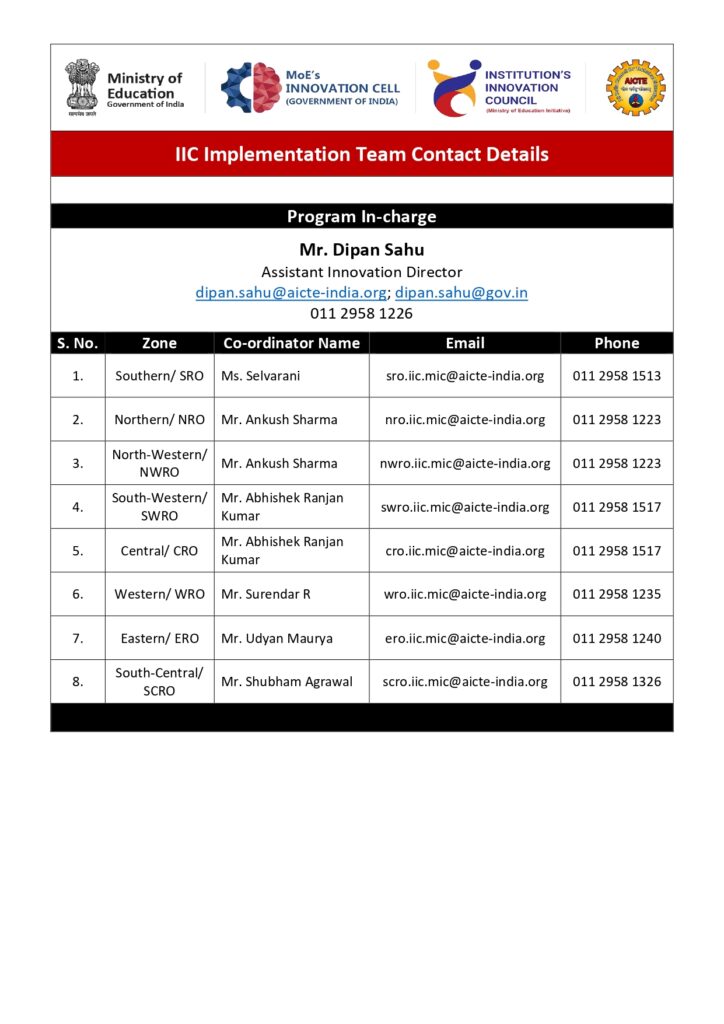 Ministry of
Education
Government of India
सत्यमेव जयते
MoE's
INNOVATION CELL
(GOVERNMENT OF INDIA)
INSTITUTION'S
INNOVATION
COUNCIL
(Ministry of Education Initiative)
AICTE
IIC Implementation Team Contact Details
Program In-charge
Mr. Dipan Sahu
Assistant Innovation Director
dipan.sahu@aicte-india.org; dipan.sahu@gov.in
011 2958 1226
S. No. Zone Co-ordinator Name Email Phone
1. Southern/ SRO Ms. Selvarani sro.iic.mic@aicte-india.org 011 2958 1513
2. Northern/ NRO Mr. Ankush Sharma nro.iic.mic@aicte-india.org 011 2958 1223
3. North-Western/
NWRO Mr. Ankush Sharma nwro.iic.mic@aicte-india.org 011 2958 1223
4. South-Western/
SWRO Mr. Abhishek Ranjan
Kumar swro.iic.mic@aicte-india.org 011 2958 1517
5. Central/ CRO Mr. Abhishek Ranjan
Kumar cro.iic.mic@aicte-india.org 011 2958 1517
6. Western/ WRO Mr. Surendar R wro.iic.mic@aicte-india.org 011 2958 1235
7. Eastern/ ERO Mr. Udyan Maurya ero.iic.mic@aicte-india.org 011 2958 1240
8. South-Central/
SCRO Mr. Shubham Agrawal scro.iic.mic@aicte-india.org 011 2958 1326